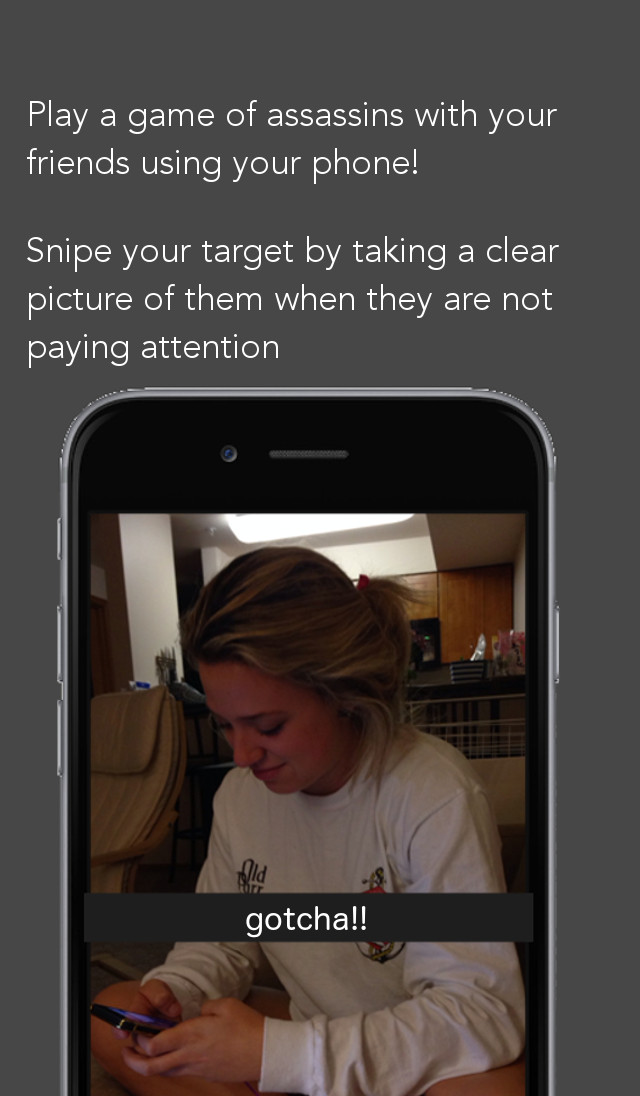 Play a game of assassins with your
friends using your phone!
Snipe your target by taking a clear
picture of them when they are not
paying attention
Old
gotcha!!